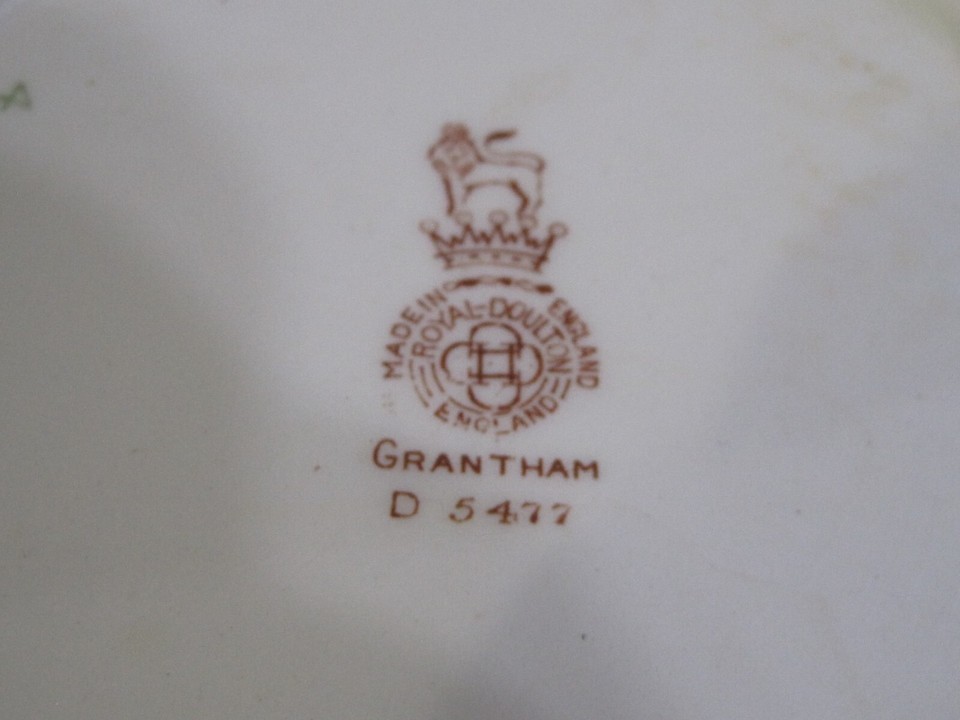 MADE IN ENGLAND
ROYAL-DOULTON
ENGLAND
GRANTHAM
D 5477